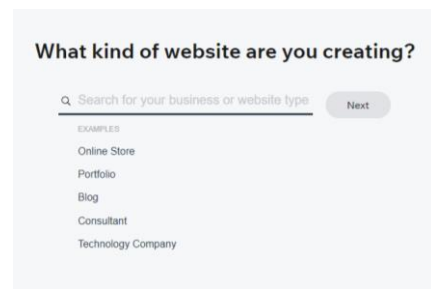 What kind of website are you creating?
Search for your business or website type
Next
EXAMPLES
Online Store
Portfolio
Blog
Consultant
Technology Company